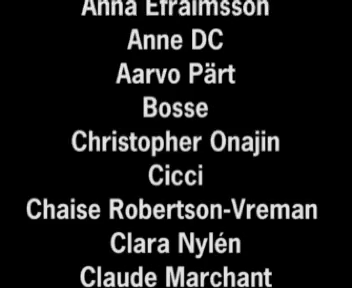 Anna Efraimsson
Anne DC
Aarvo Pärt
Bosse
Christopher Onajin
Cicci
Chaise Robertson-Vreman
Clara Nylén
Claude Marchant